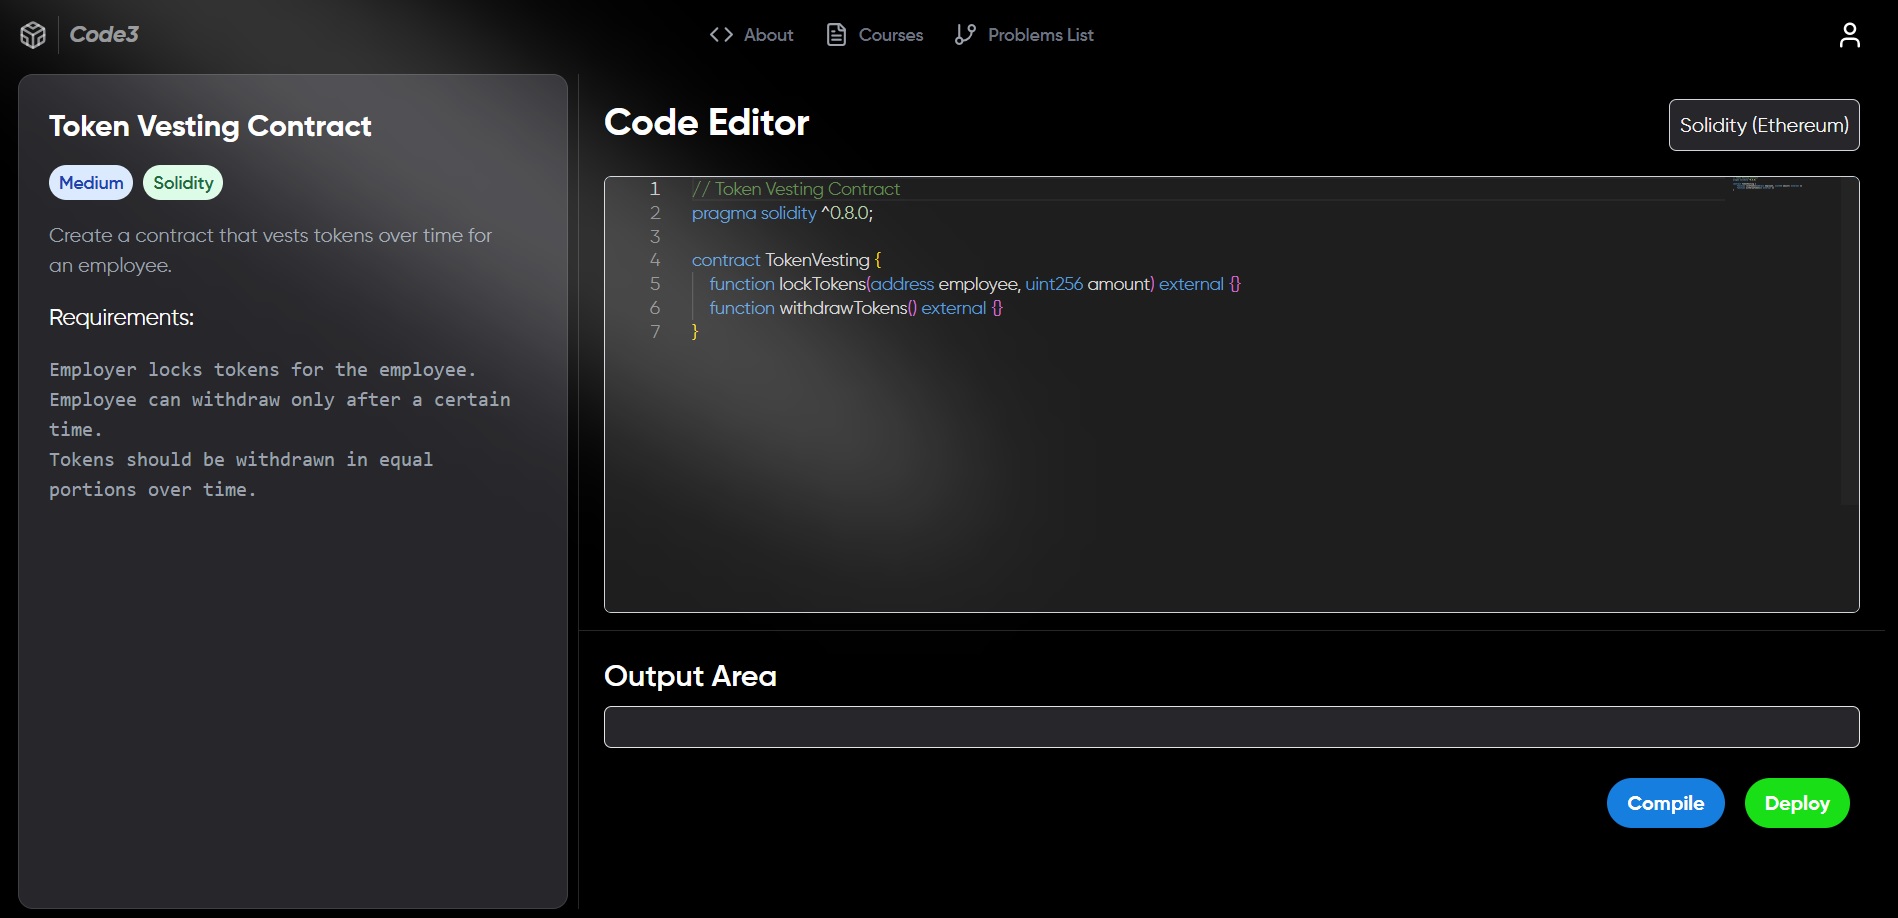 Code3
About
Courses
Problems List
Token Vesting Contract
Medium
Solidity
Create a contract that vests tokens over time for
an employee.
Requirements:
Employer locks tokens for the employee.
Employee can withdraw only after a certain
time.
Tokens should be withdrawn in equal
portions over time.
Code Editor
Solidity (Ethereum)
1 // Token Vesting Contract
2 pragma solidity ^0.8.0;
3
4 contract TokenVesting {
5 function lockTokens(address employee, uint256 amount) external {}
6 function withdrawTokens() external {}
7 }
Output Area
Compile
Deploy